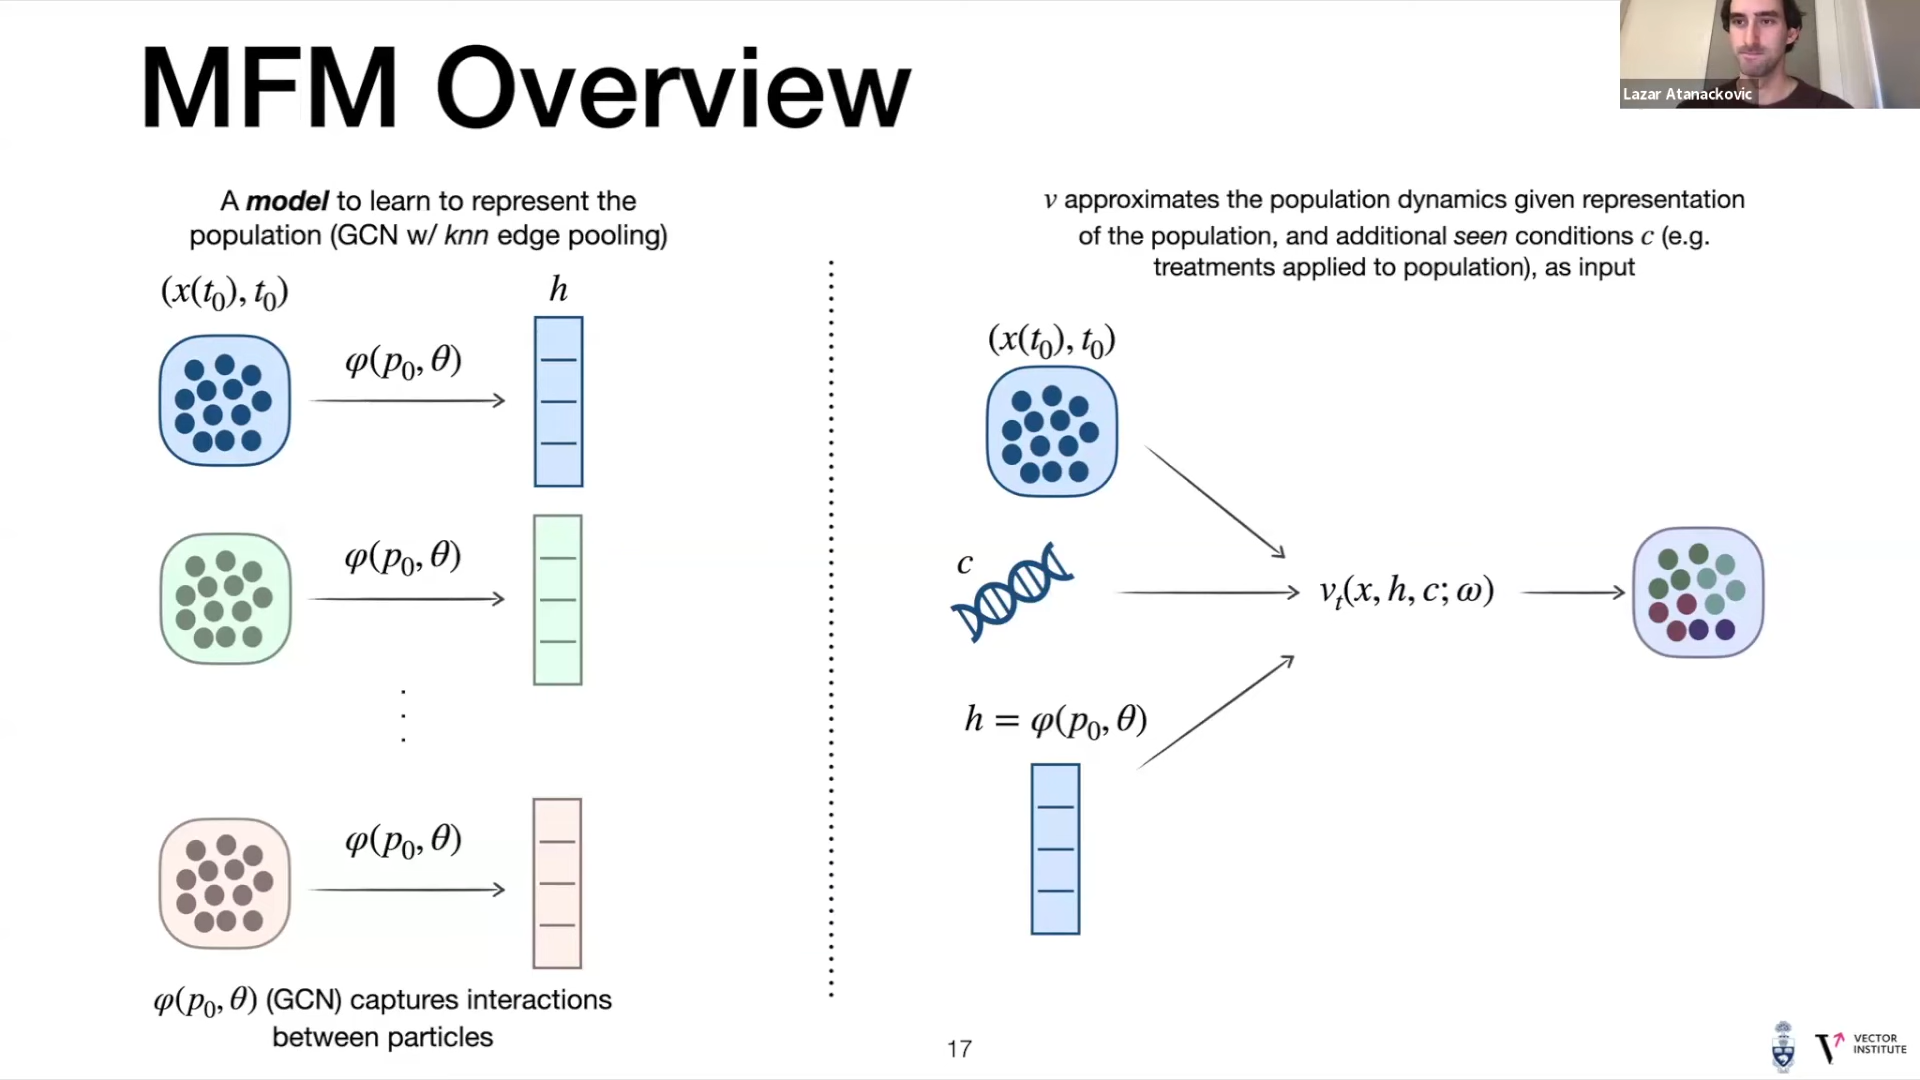 MFM Overview
Lazar Atanackovic
A model to learn to represent the
population (GCN w/ knn edge pooling)
(x(t₀), t₀)
h
φ(p₀, θ)
φ(p₀, θ)
φ(p₀, θ)
φ(p₀, θ) (GCN) captures interactions
between particles
v approximates the population dynamics given representation
of the population, and additional seen conditions c (e.g.
treatments applied to population), as input
(x(t₀), t₀)
c
vₜ(x, h, c; ω)
h = φ(p₀, θ)
17
VECTOR
INSTITUTE